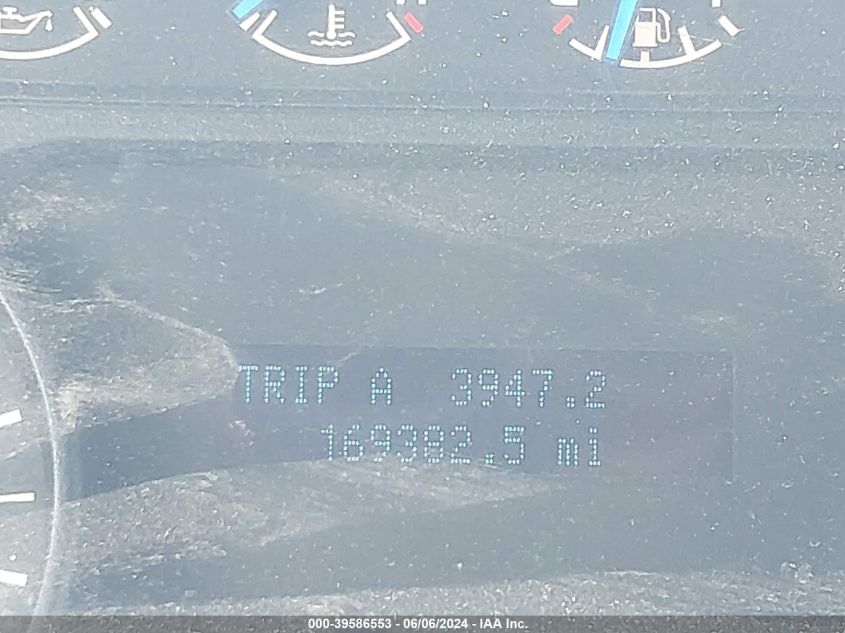 TRIP A 3947.2
169382.5 mi
000-39586553 - 06/06/2024 - IAA Inc.